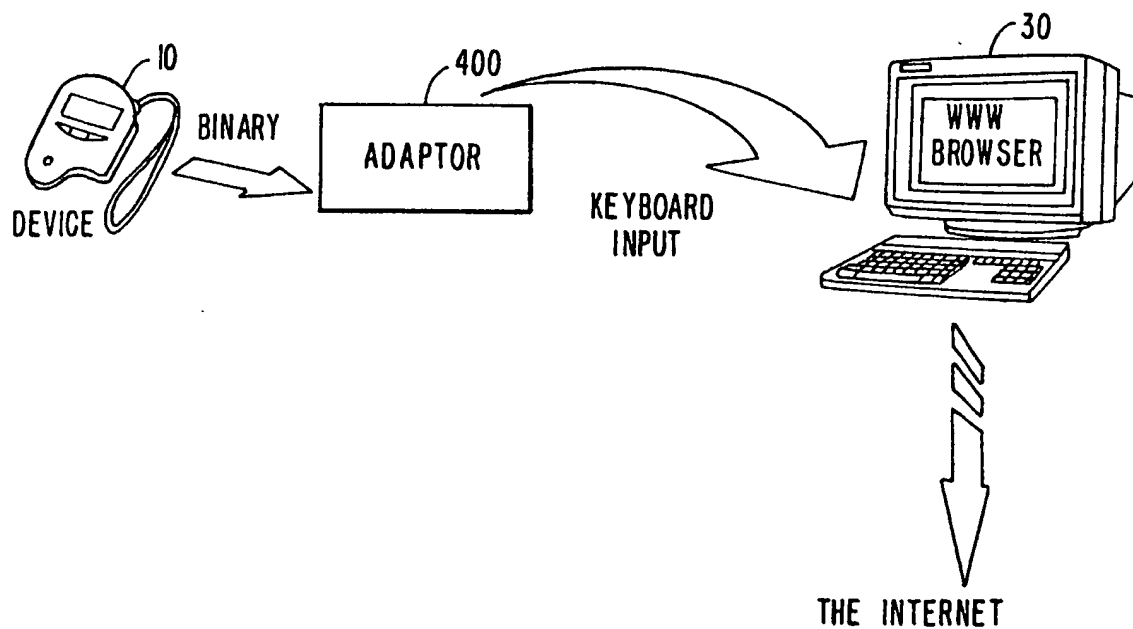 10
400
30
BINARY
ADAPTOR
WWW
BROWSER
DEVICE
KEYBOARD
INPUT
THE INTERNET